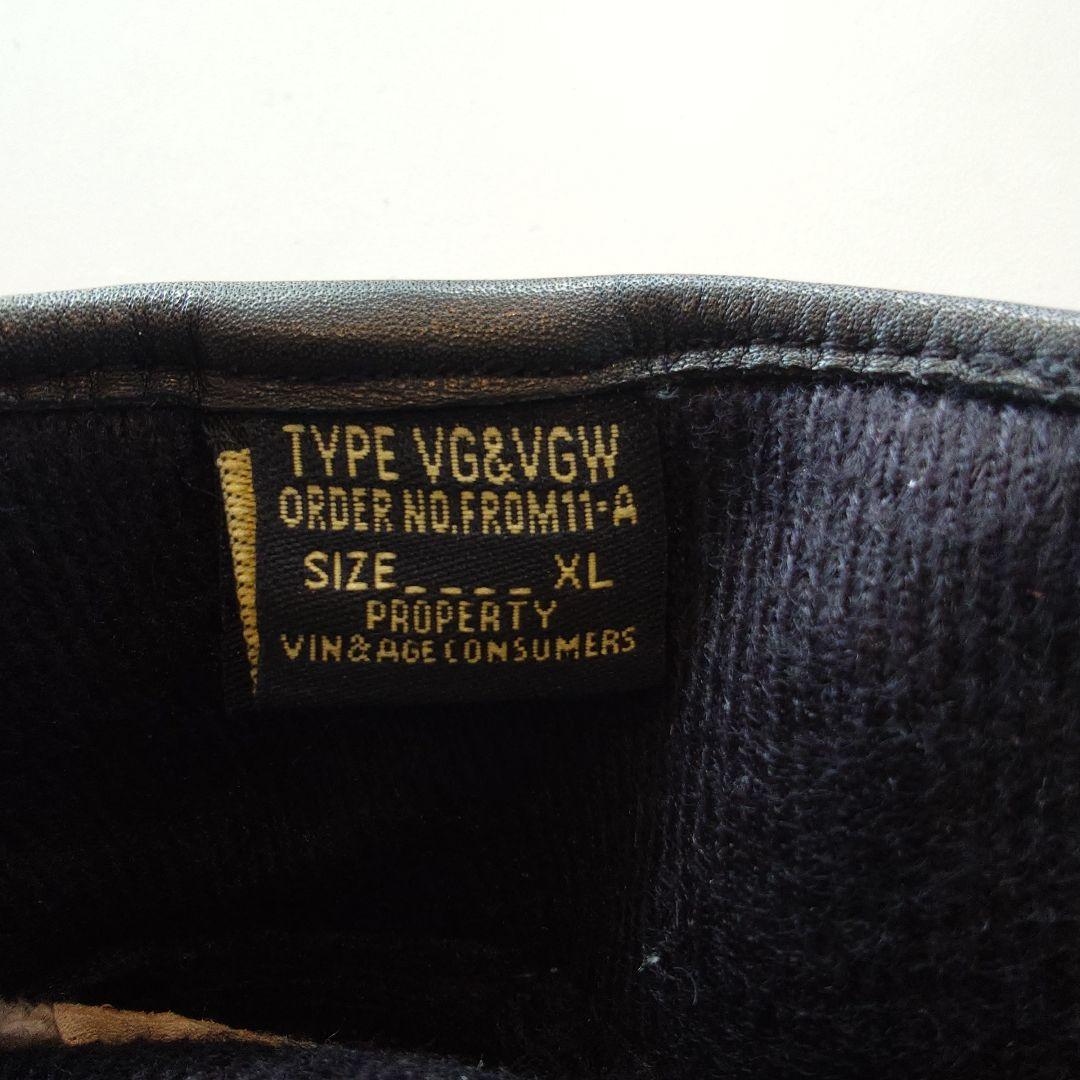 TYPE VG&VGW
ORDER NO.FROM11-A
SIZE____ XL
PROPERTY
VIN&AGE CONSUMERS